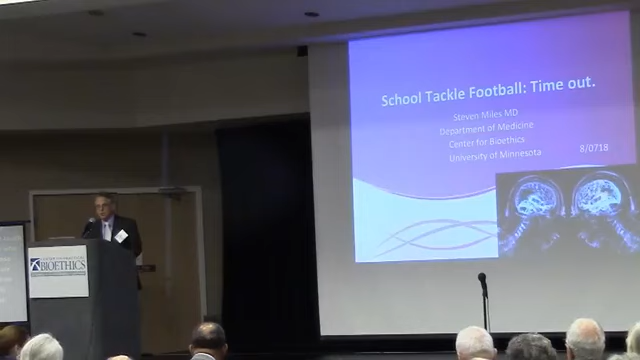 School Tackle Football: Time out.
Steven Miles MD
Department of Medicine
Center for Bioethics
University of Minnesota
8/0718
BIOETHICS